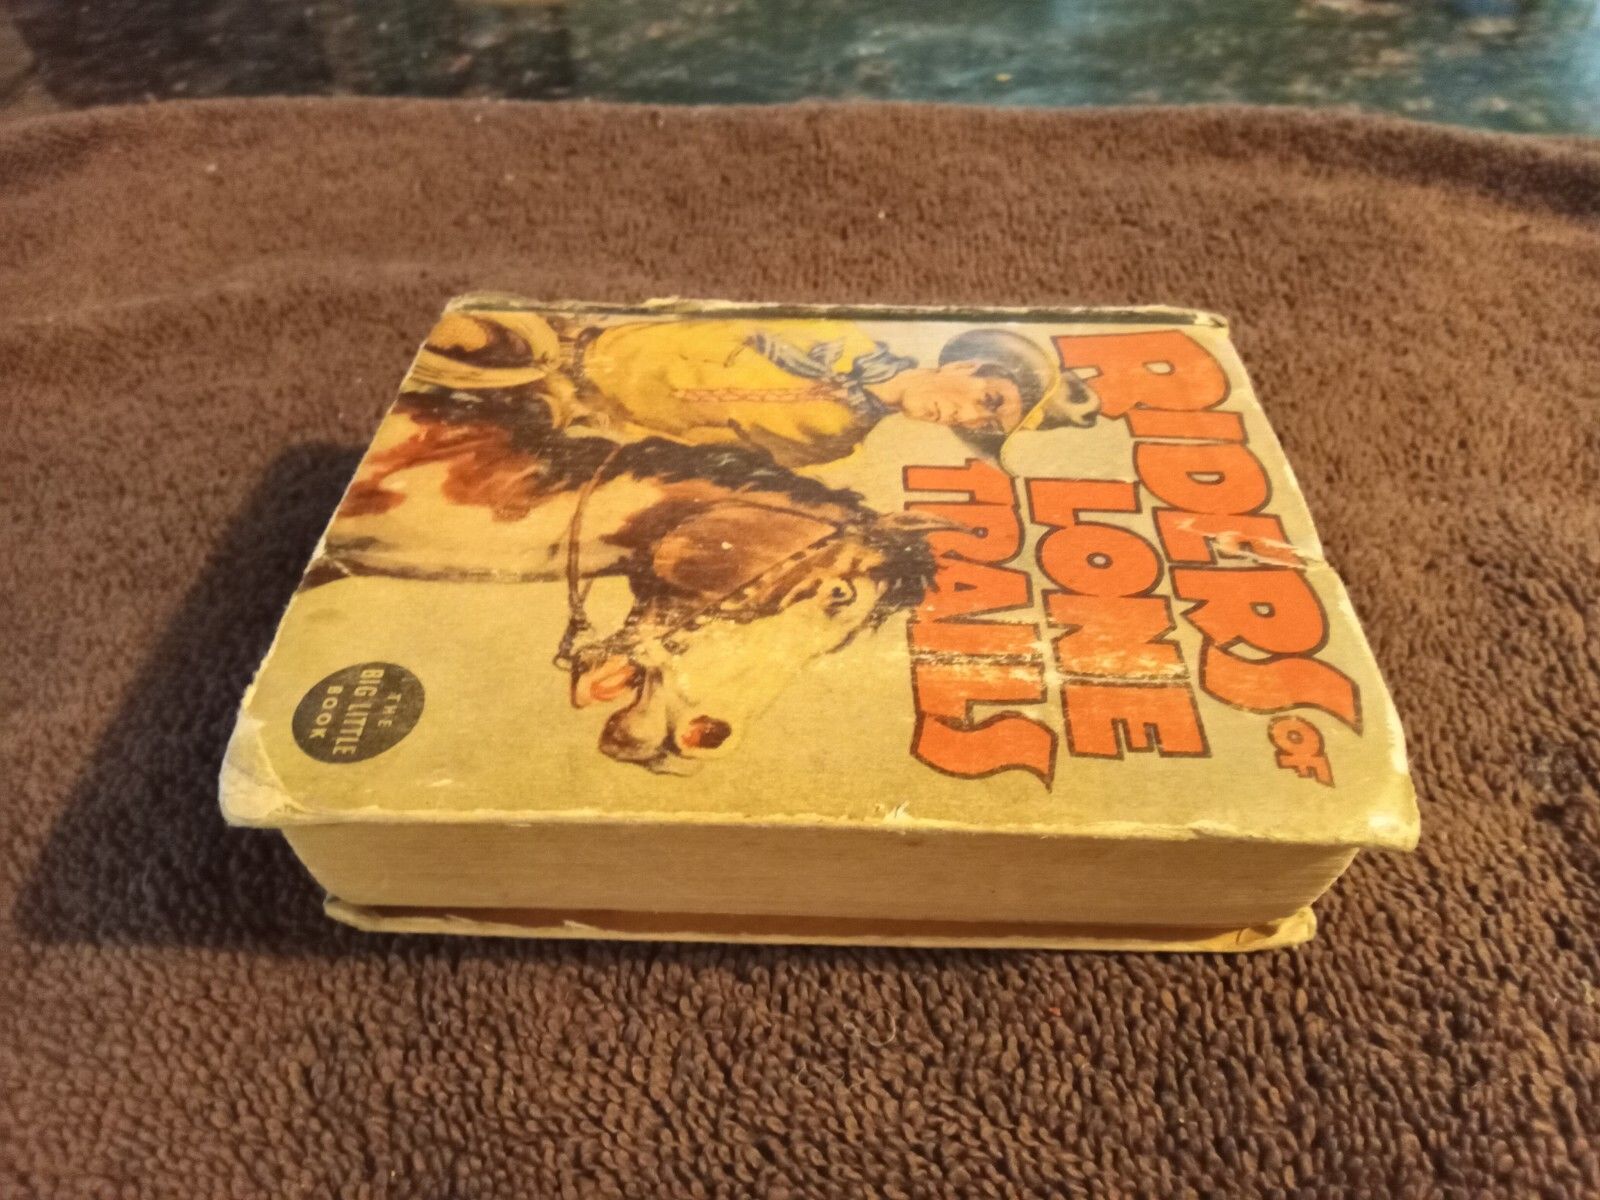 RIDERS OF
LONE
TRAILS
THE
BIG LITTLE
BOOK